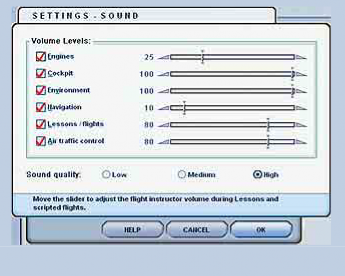 SETTINGS - SOUND
Volume Levels:
Engines 25
Cockpit 100
Environment 100
Navigation 10
Lessons / flights 80
Air traffic control 80
Sound quality: Low Medium High
Move the slider to adjust the flight instructor volume during Lessons and
scripted flights.
HELP CANCEL OK